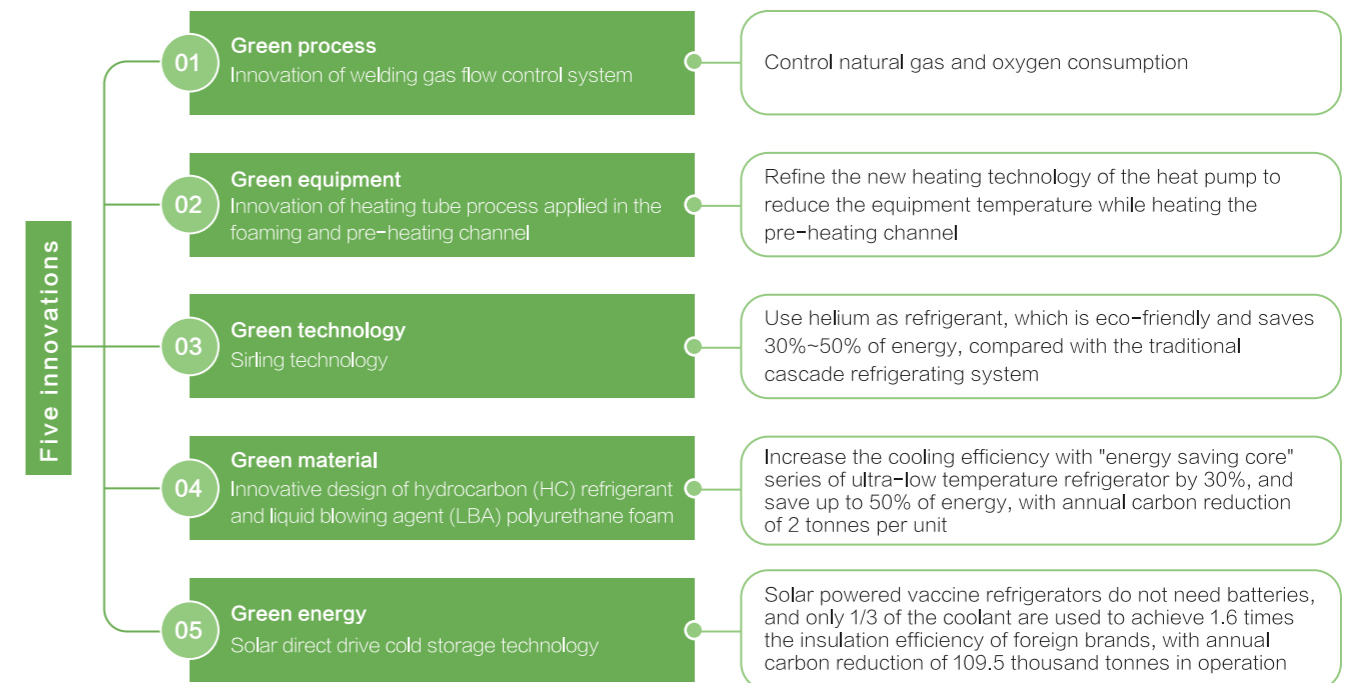 Five innovations
01
Green process
Innovation of welding gas flow control system
Control natural gas and oxygen consumption
02
Green equipment
Innovation of heating tube process applied in the
foaming and pre-heating channel
Refine the new heating technology of the heat pump to
reduce the equipment temperature while heating the
pre-heating channel
03
Green technology
Sirling technology
Use helium as refrigerant, which is eco-friendly and saves
30%~50% of energy, compared with the traditional
cascade refrigerating system
04
Green material
Innovative design of hydrocarbon (HC) refrigerant
and liquid blowing agent (LBA) polyurethane foam
Increase the cooling efficiency with "energy saving core"
series of ultra-low temperature refrigerator by 30%, and
save up to 50% of energy, with annual carbon reduction
of 2 tonnes per unit
05
Green energy
Solar direct drive cold storage technology
Solar powered vaccine refrigerators do not need batteries,
and only 1/3 of the coolant are used to achieve 1.6 times
the insulation efficiency of foreign brands, with annual
carbon reduction of 109.5 thousand tonnes in operation